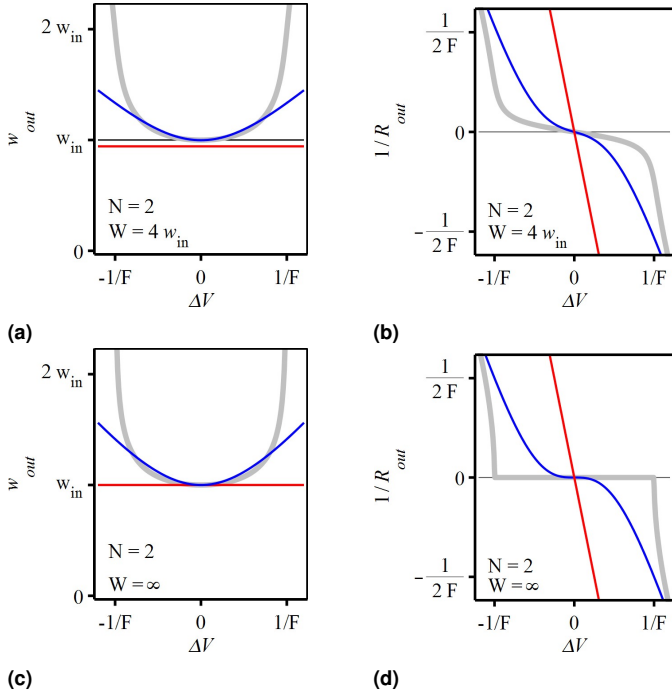 2 w_in
w_in
0
w_out
N = 2
W = 4 w_in
-1/F 0 1/F
ΔV
(a)
1
2 F
0
− 1
2 F
1 / R_out
N = 2
W = 4 w_in
-1/F 0 1/F
ΔV
(b)
2 w_in
w_in
0
w_out
N = 2
W = ∞
-1/F 0 1/F
ΔV
(c)
1
2 F
0
− 1
2 F
1 / R_out
N = 2
W = ∞
-1/F 0 1/F
ΔV
(d)